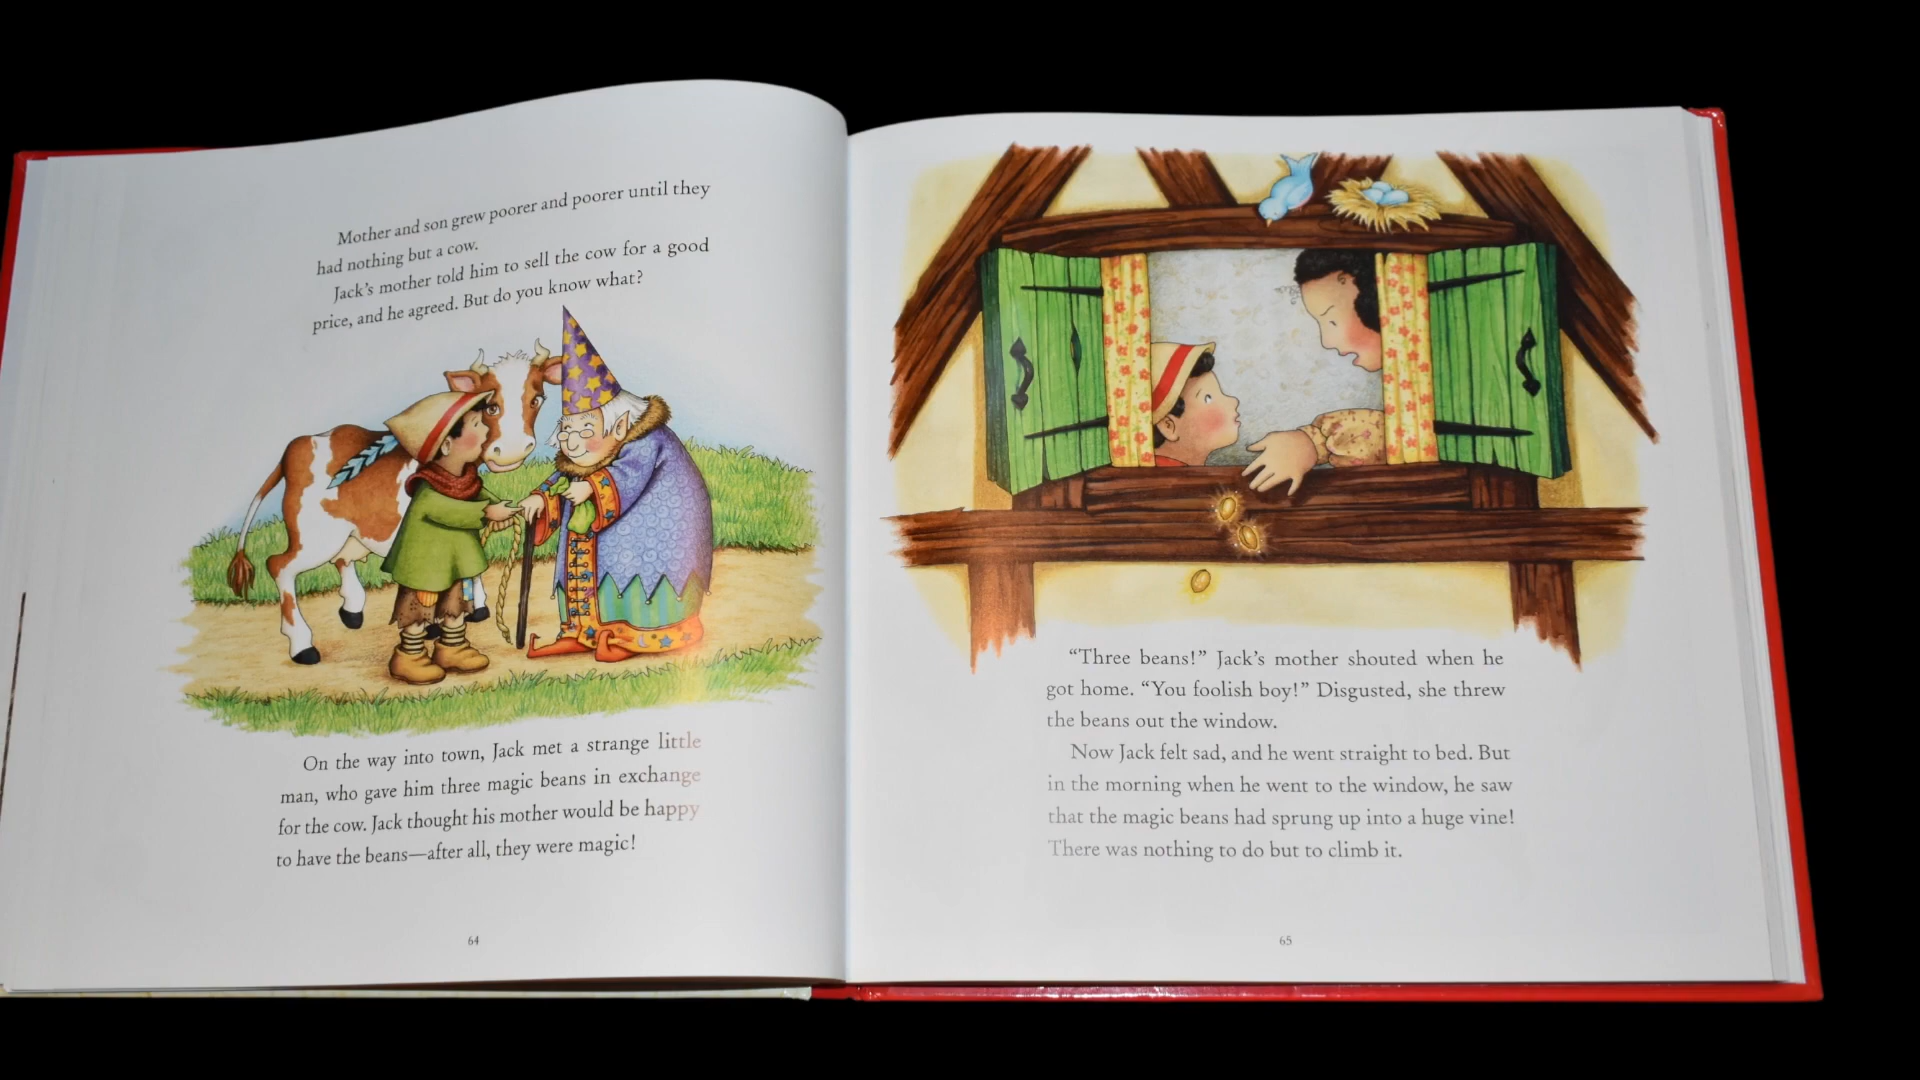 Mother and son grew poorer and poorer until they
had nothing but a cow.
Jack's mother told him to sell the cow for a good
price, and he agreed. But do you know what?
On the way into town, Jack met a strange little
man, who gave him three magic beans in exchange
for the cow. Jack thought his mother would be happy
to have the beans—after all, they were magic!
64
“Three beans!” Jack's mother shouted when he
got home. “You foolish boy!” Disgusted, she threw
the beans out the window.
Now Jack felt sad, and he went straight to bed. But
in the morning when he went to the window, he saw
that the magic beans had sprung up into a huge vine!
There was nothing to do but to climb it.
65